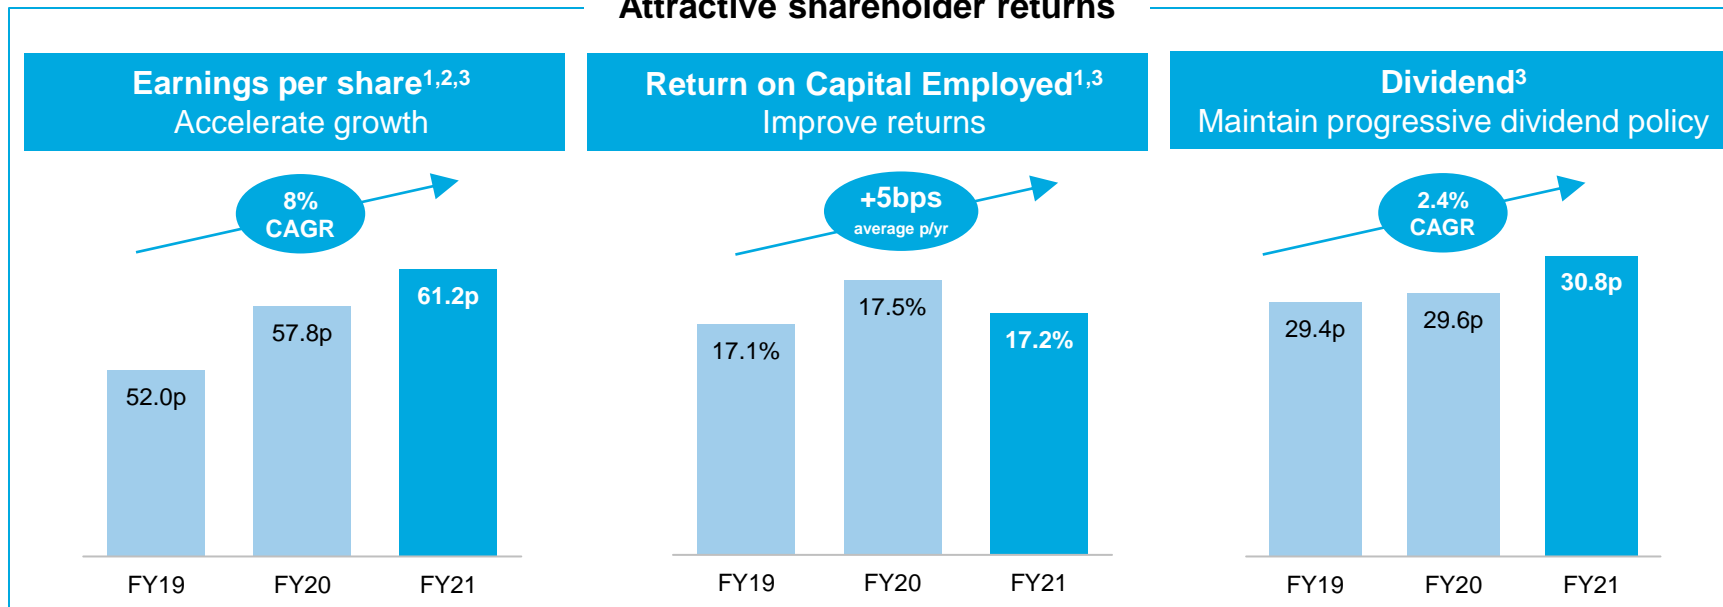 Attractive shareholder returns
Earnings per share1,2,3
Accelerate growth
8%
CAGR
52.0p
57.8p
61.2p
FY19
FY20
FY21
Return on Capital Employed1,3
Improve returns
+5bps
average p/yr
17.1%
17.5%
17.2%
FY19
FY20
FY21
Dividend3
Maintain progressive dividend policy
2.4%
CAGR
29.4p
29.6p
30.8p
FY19
FY20
FY21